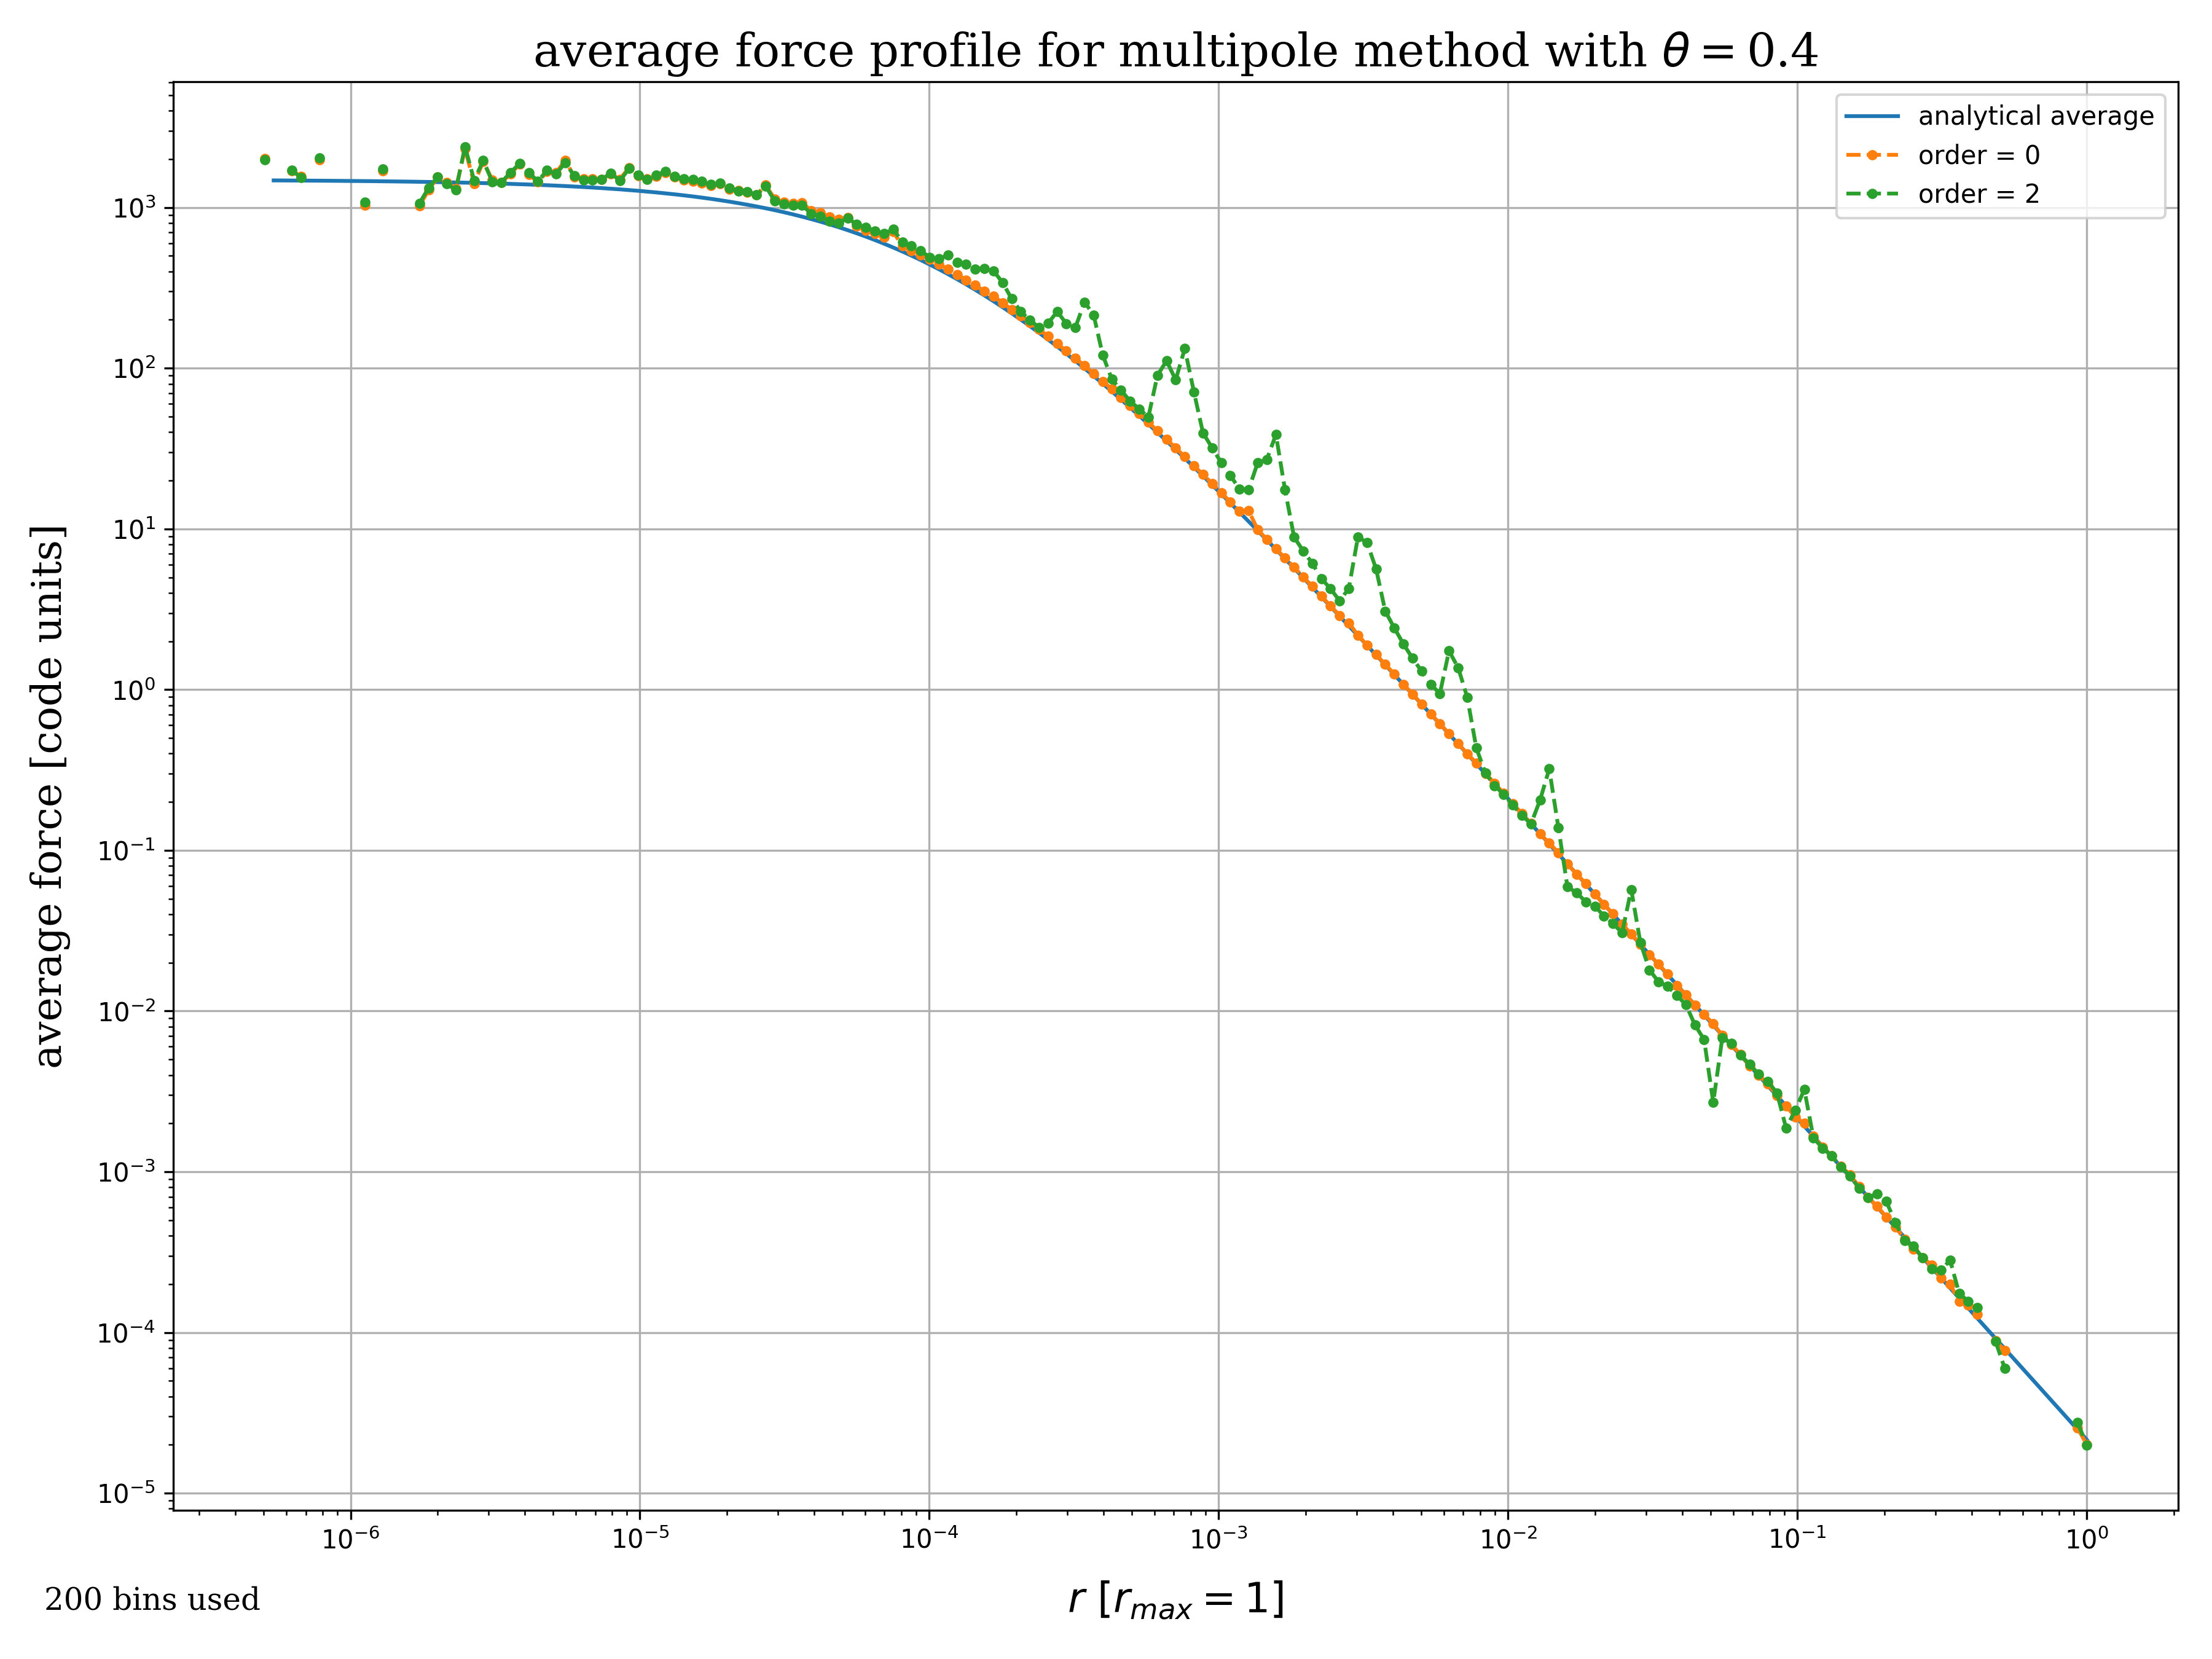 average force profile for multipole method with θ = 0.4
analytical average
order = 0
order = 2
average force [code units]
10³
10²
10¹
10⁰
10⁻¹
10⁻²
10⁻³
10⁻⁴
10⁻⁵
10⁻⁶ 10⁻⁵ 10⁻⁴ 10⁻³ 10⁻² 10⁻¹ 10⁰
r [r_max = 1]
200 bins used